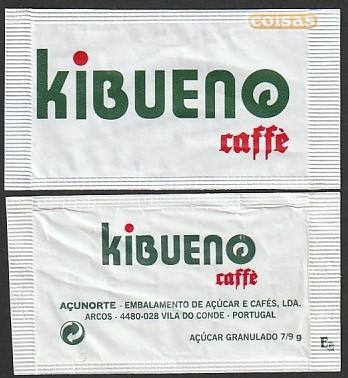 coisas
KIBUENO
caffè
KIBUENO
caffè
AÇUNORTE - EMBALAMENTO DE AÇÚCAR E CAFÉS, LDA.
ARCOS - 4480-028 VILA DO CONDE - PORTUGAL
AÇÚCAR GRANULADO 7/9 g